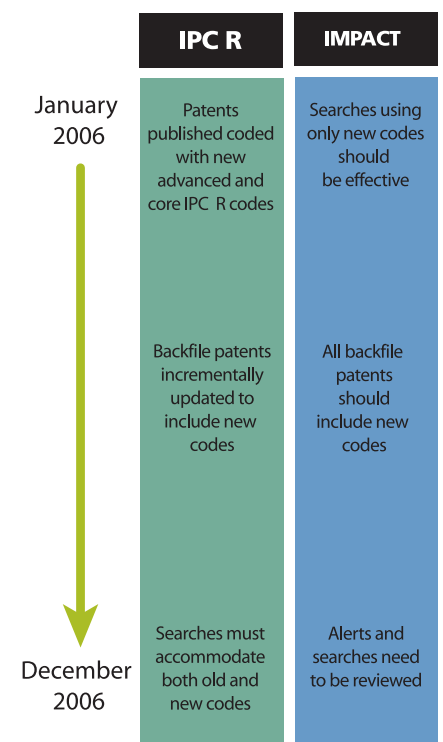 IPC R
IMPACT
January
2006
Patents
published coded
with new
advanced and
core IPC R codes
Searches using
only new codes
should
be effective
Backfile patents
incrementally
updated to
include new
codes
All backfile
patents
should
include new
codes
December
2006
Searches must
accommodate
both old and
new codes
Alerts and
searches need
to be reviewed